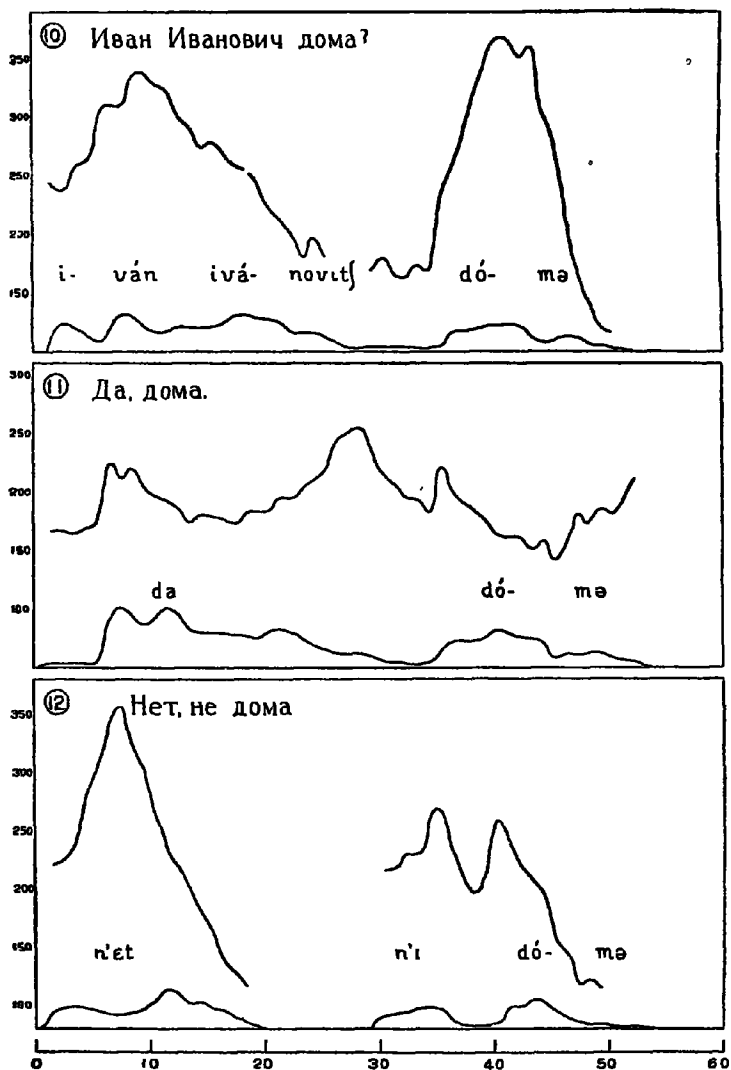 ⑩ Иван Иванович дома?
350
300
250
200
150
i- ván ivá- novıt∫ dó- mə
⑪ Да, дома.
300
250
200
150
100
da dó- mə
⑫ Нет, не дома
350
300
250
200
150
100
n'ɛt n'ı dó- mə
0 10 20 30 40 50 60